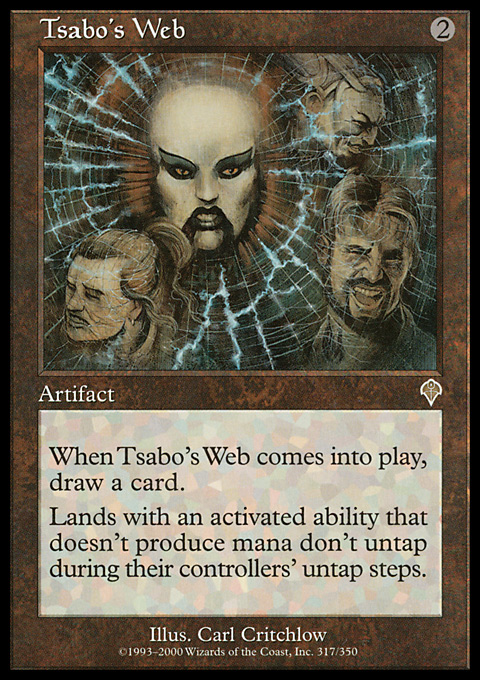 Tsabo's Web 2
Artifact
When Tsabo's Web comes into play,
draw a card.
Lands with an activated ability that
doesn't produce mana don't untap
during their controllers' untap steps.
Illus. Carl Critchlow
©1993–2000 Wizards of the Coast, Inc. 317/350